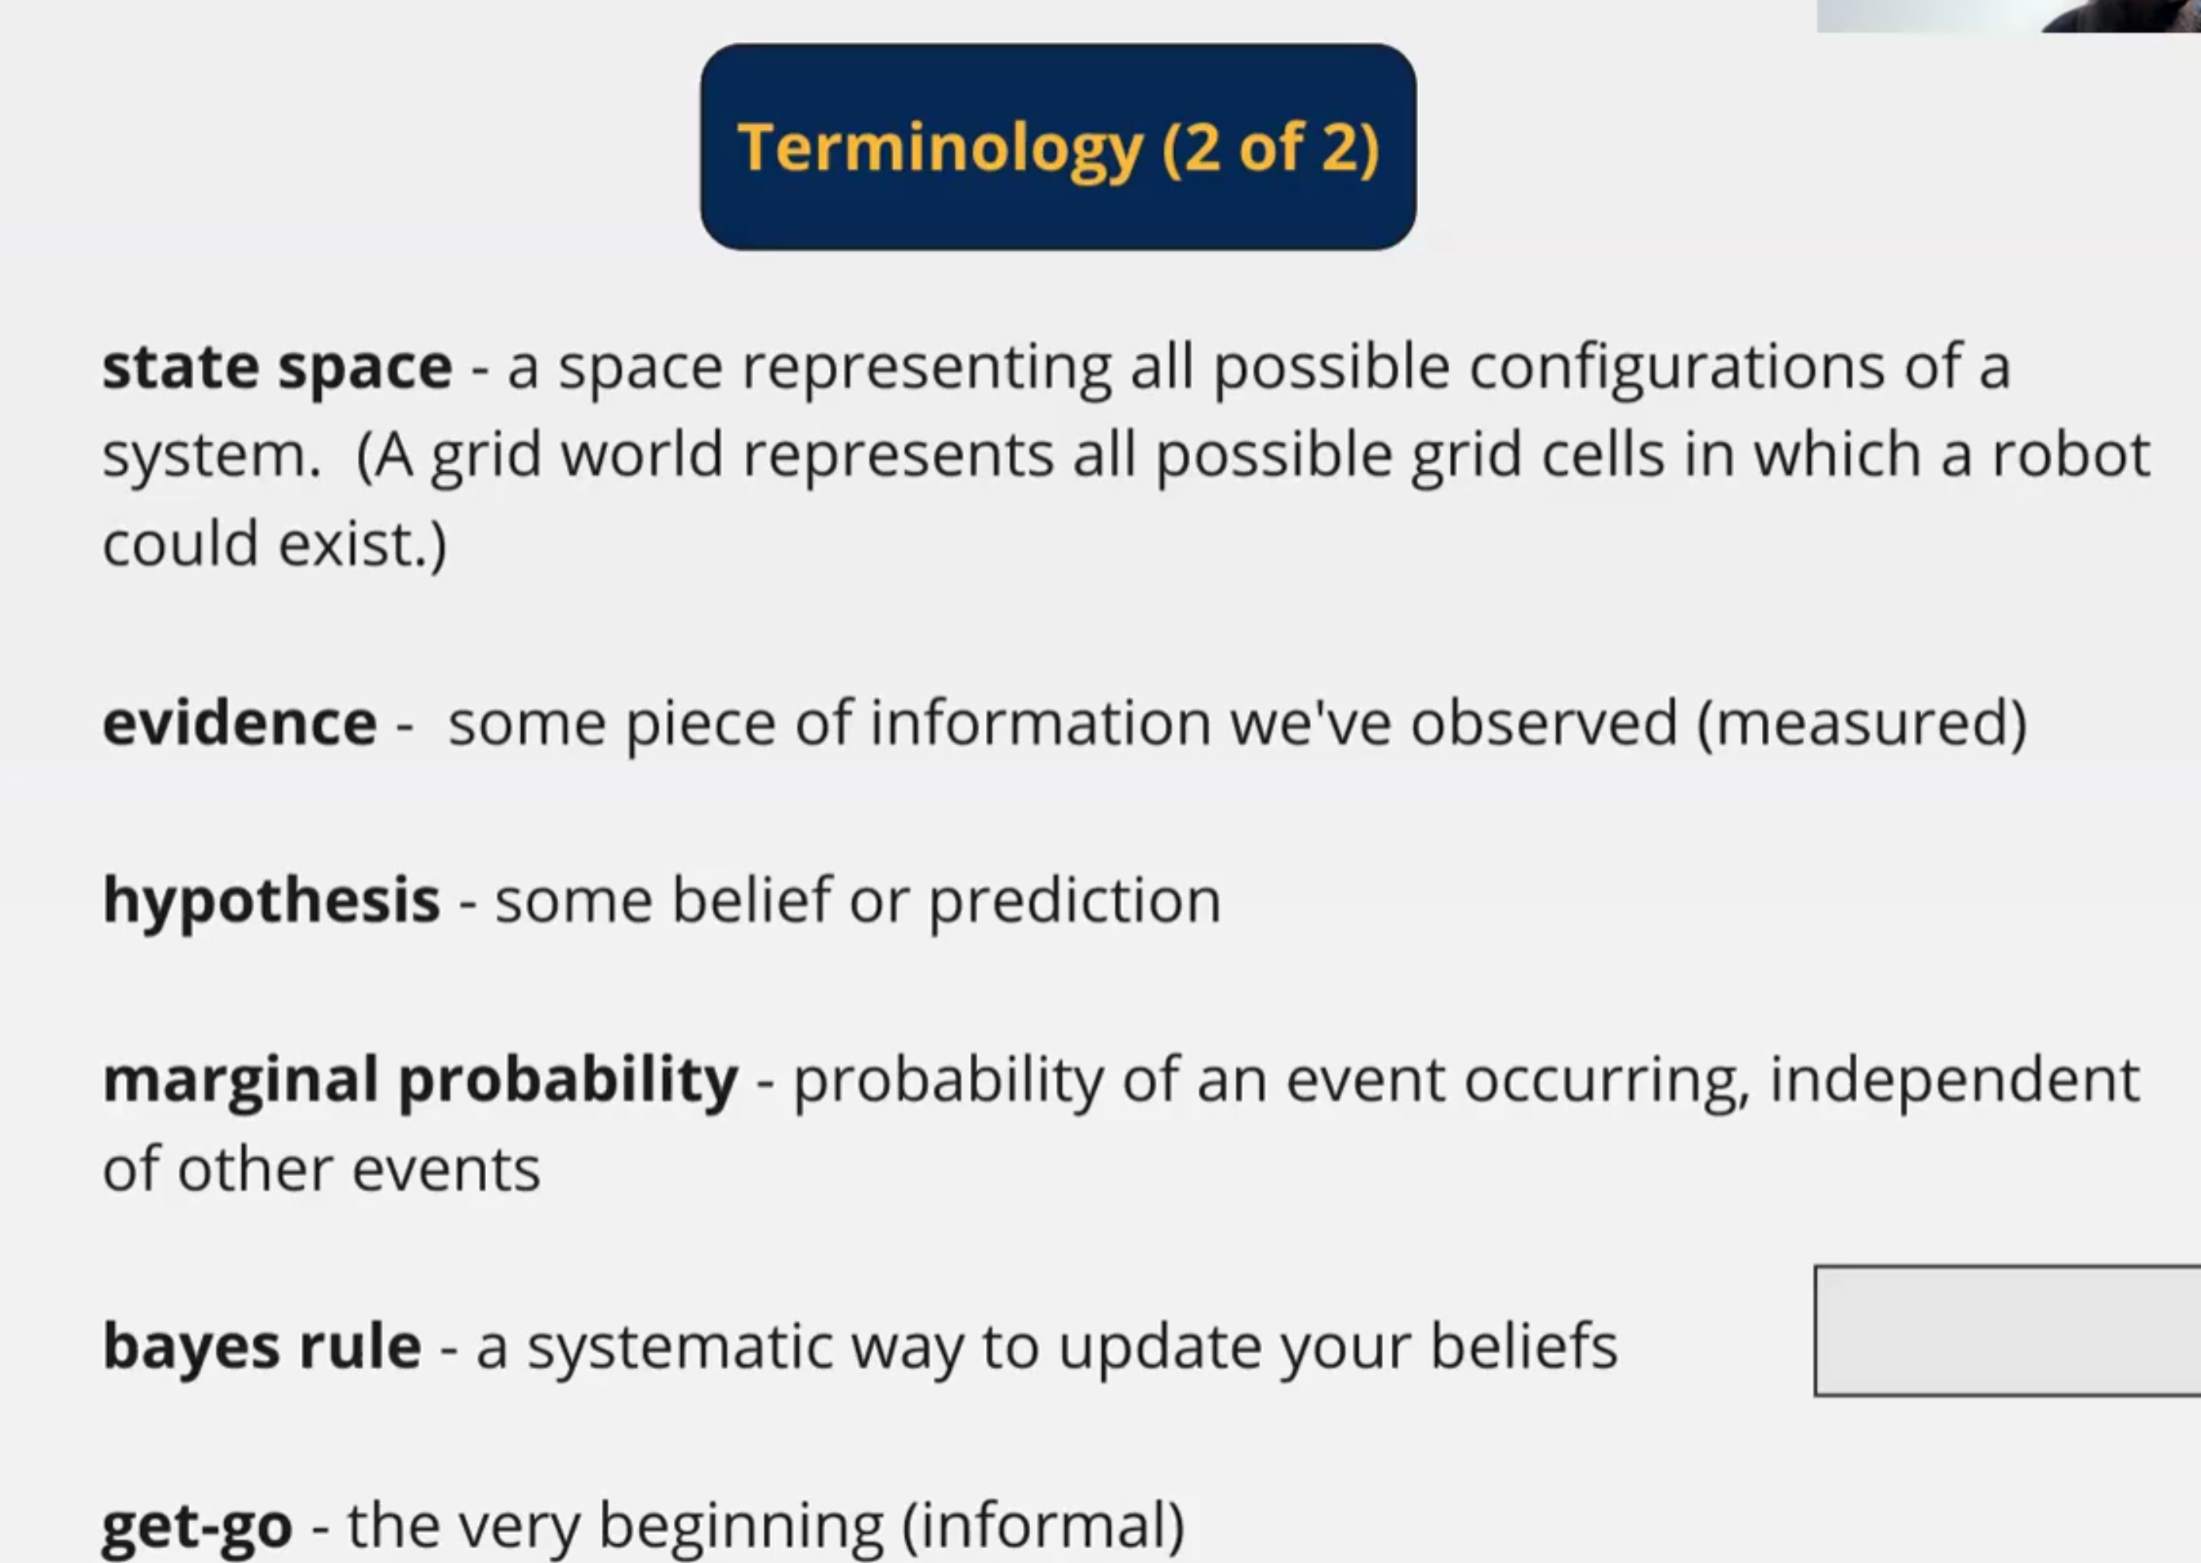 Terminology (2 of 2)
state space - a space representing all possible configurations of a
system.  (A grid world represents all possible grid cells in which a robot
could exist.)
evidence -  some piece of information we've observed (measured)
hypothesis - some belief or prediction
marginal probability - probability of an event occurring, independent
of other events
bayes rule - a systematic way to update your beliefs
get-go - the very beginning (informal)